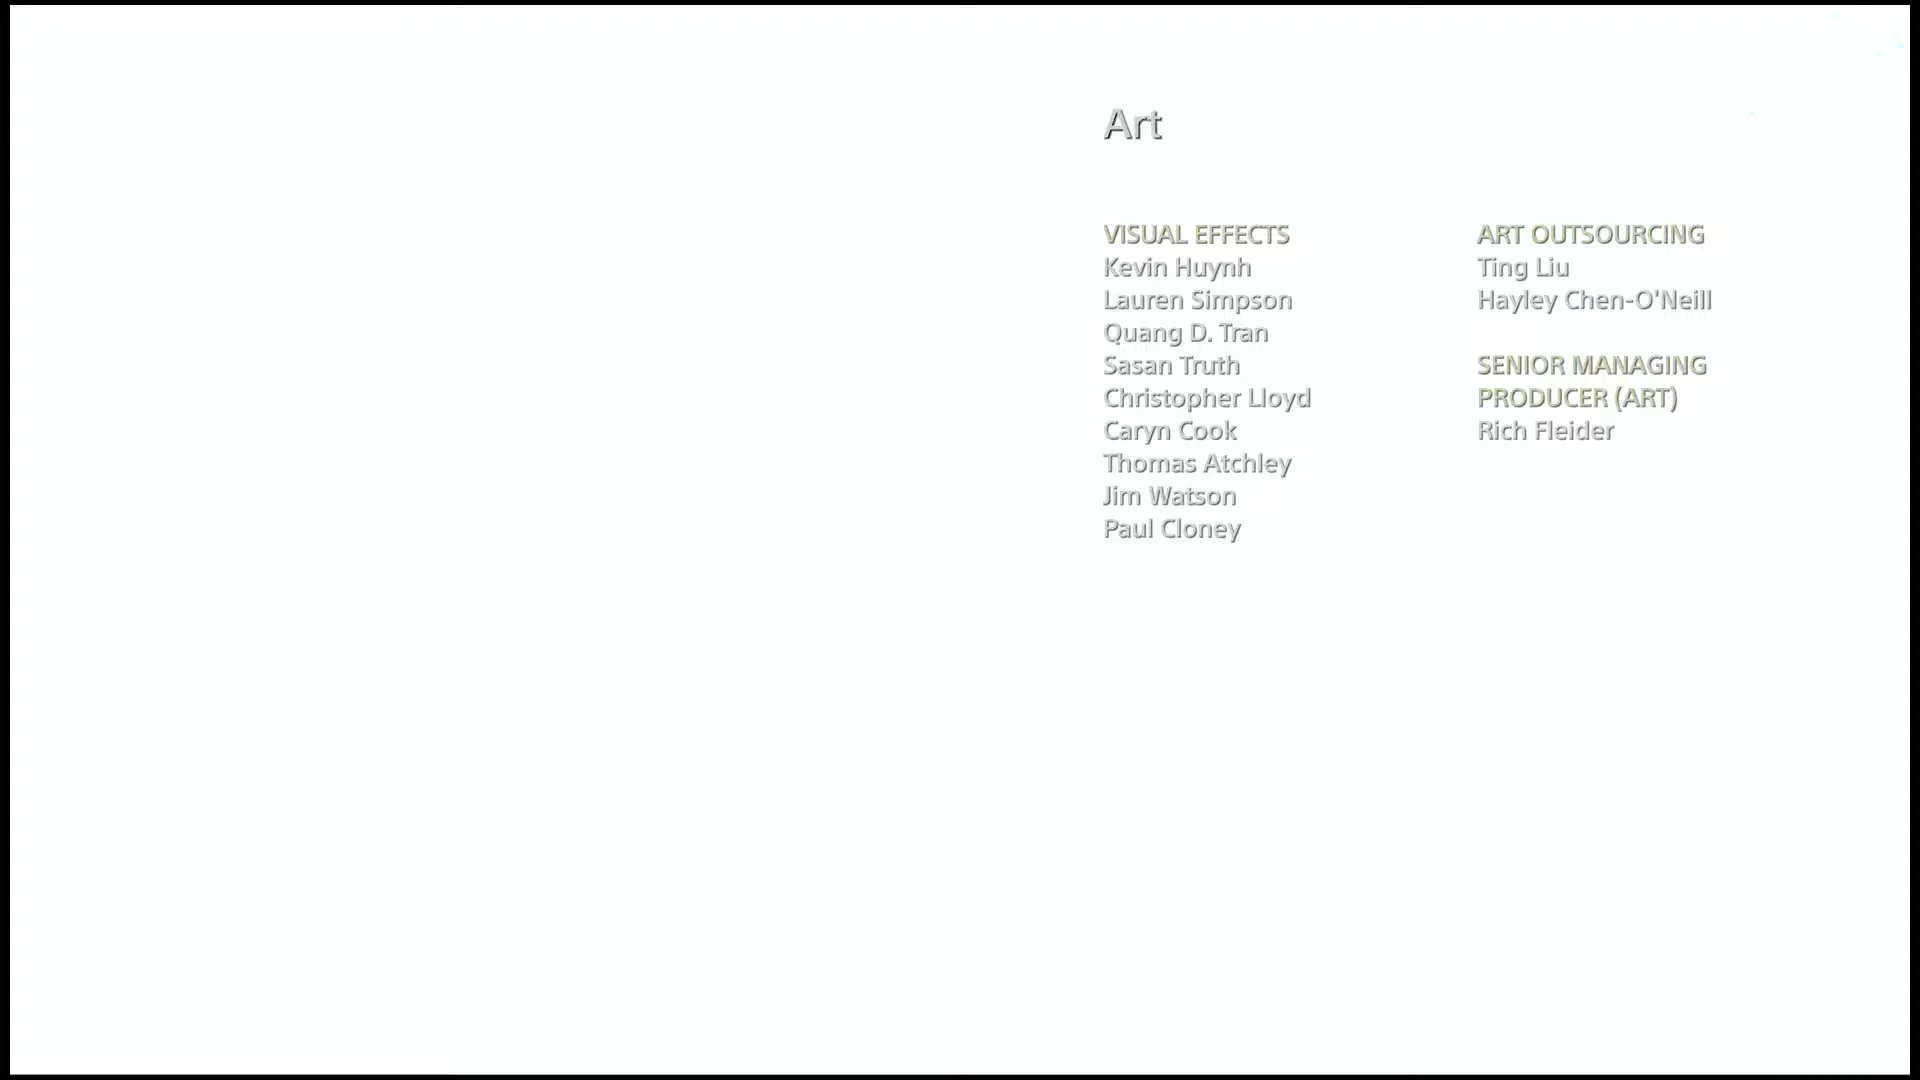 Art
VISUAL EFFECTS
Kevin Huynh
Lauren Simpson
Quang D. Tran
Sasan Truth
Christopher Lloyd
Caryn Cook
Thomas Atchley
Jim Watson
Paul Cloney
ART OUTSOURCING
Ting Liu
Hayley Chen-O'Neill
SENIOR MANAGING
PRODUCER (ART)
Rich Fleider